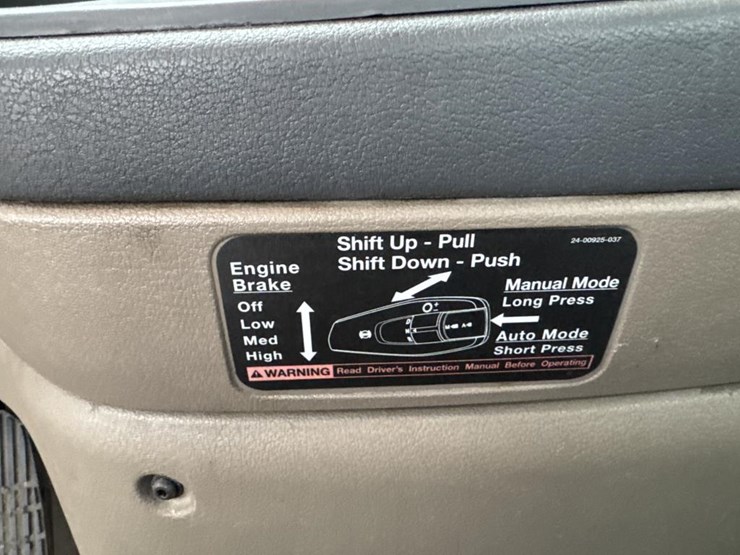 Shift Up - Pull
Shift Down - Push
24-00925-037
Engine
Brake
Off
Low
Med
High
Manual Mode
Long Press
Auto Mode
Short Press
WARNING Read Driver's Instruction Manual Before Operating